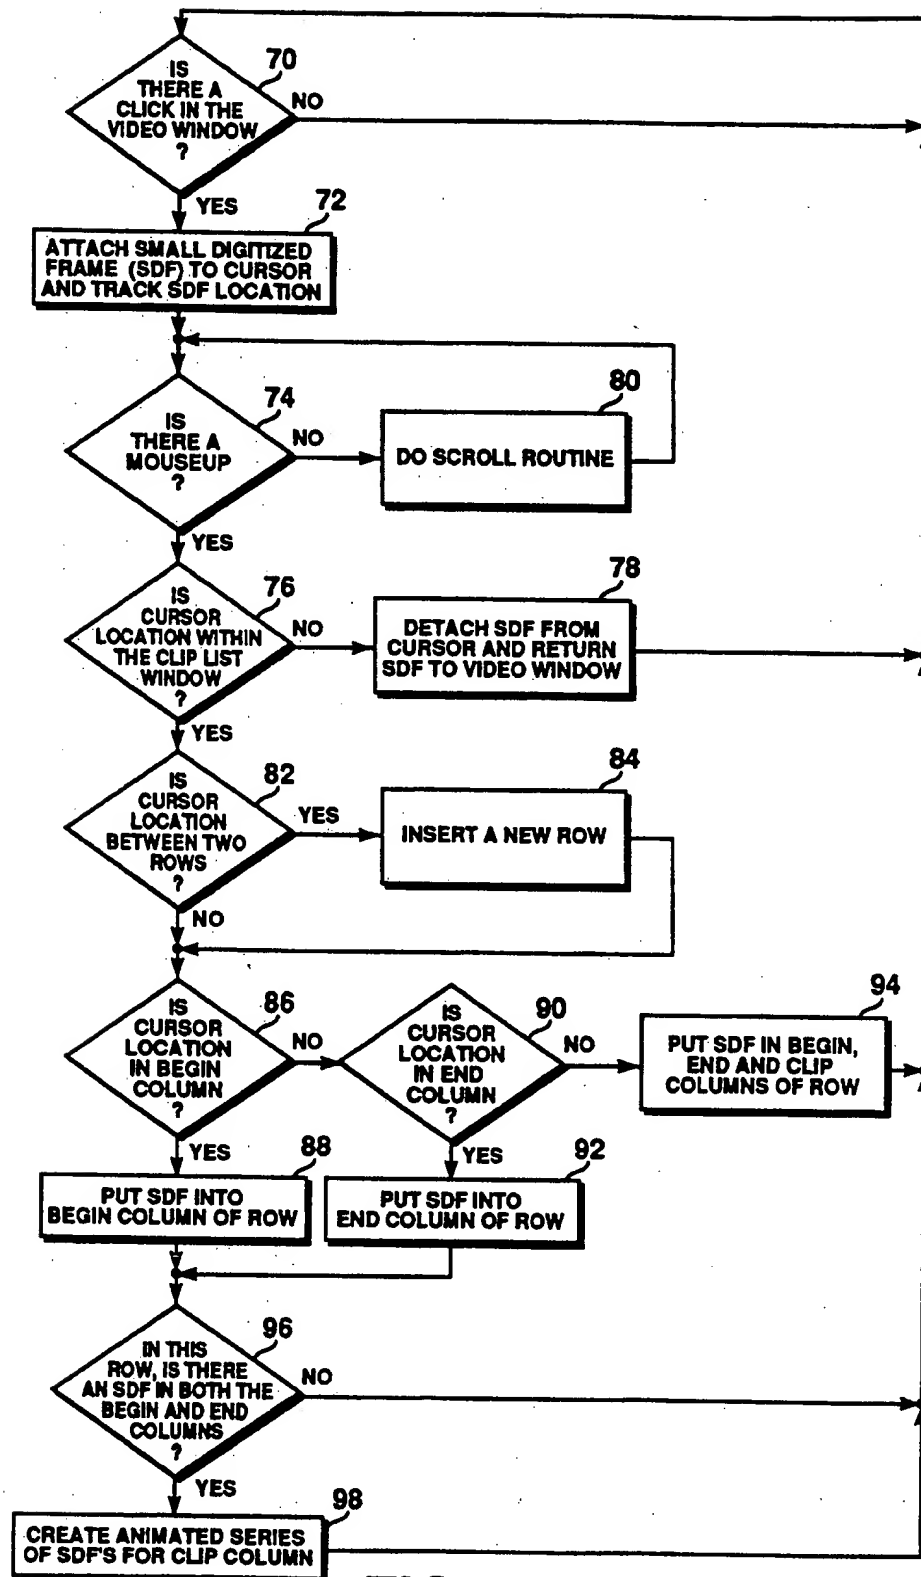 70
IS
THERE A
CLICK IN THE
VIDEO WINDOW
?
NO
YES
72
ATTACH SMALL DIGITIZED
FRAME (SDF) TO CURSOR
AND TRACK SDF LOCATION
74
IS
THERE A
MOUSEUP
?
NO
80
DO SCROLL ROUTINE
YES
76
IS
CURSOR
LOCATION WITHIN
THE CLIP LIST
WINDOW
?
NO
78
DETACH SDF FROM
CURSOR AND RETURN
SDF TO VIDEO WINDOW
YES
82
IS
CURSOR
LOCATION
BETWEEN TWO
ROWS
?
YES
84
INSERT A NEW ROW
NO
86
IS
CURSOR
LOCATION
IN BEGIN
COLUMN
?
NO
90
IS
CURSOR
LOCATION
IN END
COLUMN
?
NO
94
PUT SDF IN BEGIN,
END AND CLIP
COLUMNS OF ROW
YES
88
PUT SDF INTO
BEGIN COLUMN OF ROW
YES
92
PUT SDF INTO
END COLUMN OF ROW
96
IN THIS
ROW, IS THERE
AN SDF IN BOTH THE
BEGIN AND END
COLUMNS
?
NO
YES
98
CREATE ANIMATED SERIES
OF SDF'S FOR CLIP COLUMN